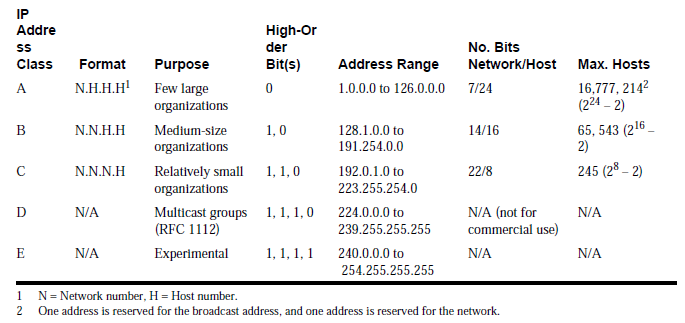 IP
Addre
ss
Class Format Purpose High-Or
der
Bit(s) Address Range No. Bits
Network/Host Max. Hosts
A N.H.H.H1 Few large
organizations 0 1.0.0.0 to 126.0.0.0 7/24 16,777, 2142
(2^24 – 2)
B N.N.H.H Medium-size
organizations 1, 0 128.1.0.0 to
191.254.0.0 14/16 65, 543 (2^16 –
2)
C N.N.N.H Relatively small
organizations 1, 1, 0 192.0.1.0 to
223.255.254.0 22/8 245 (2^8 – 2)
D N/A Multicast groups
(RFC 1112) 1, 1, 1, 0 224.0.0.0 to
239.255.255.255 N/A (not for
commercial use) N/A
E N/A Experimental 1, 1, 1, 1 240.0.0.0 to
254.255.255.255 N/A N/A
1 N = Network number, H = Host number.
2 One address is reserved for the broadcast address, and one address is reserved for the network.